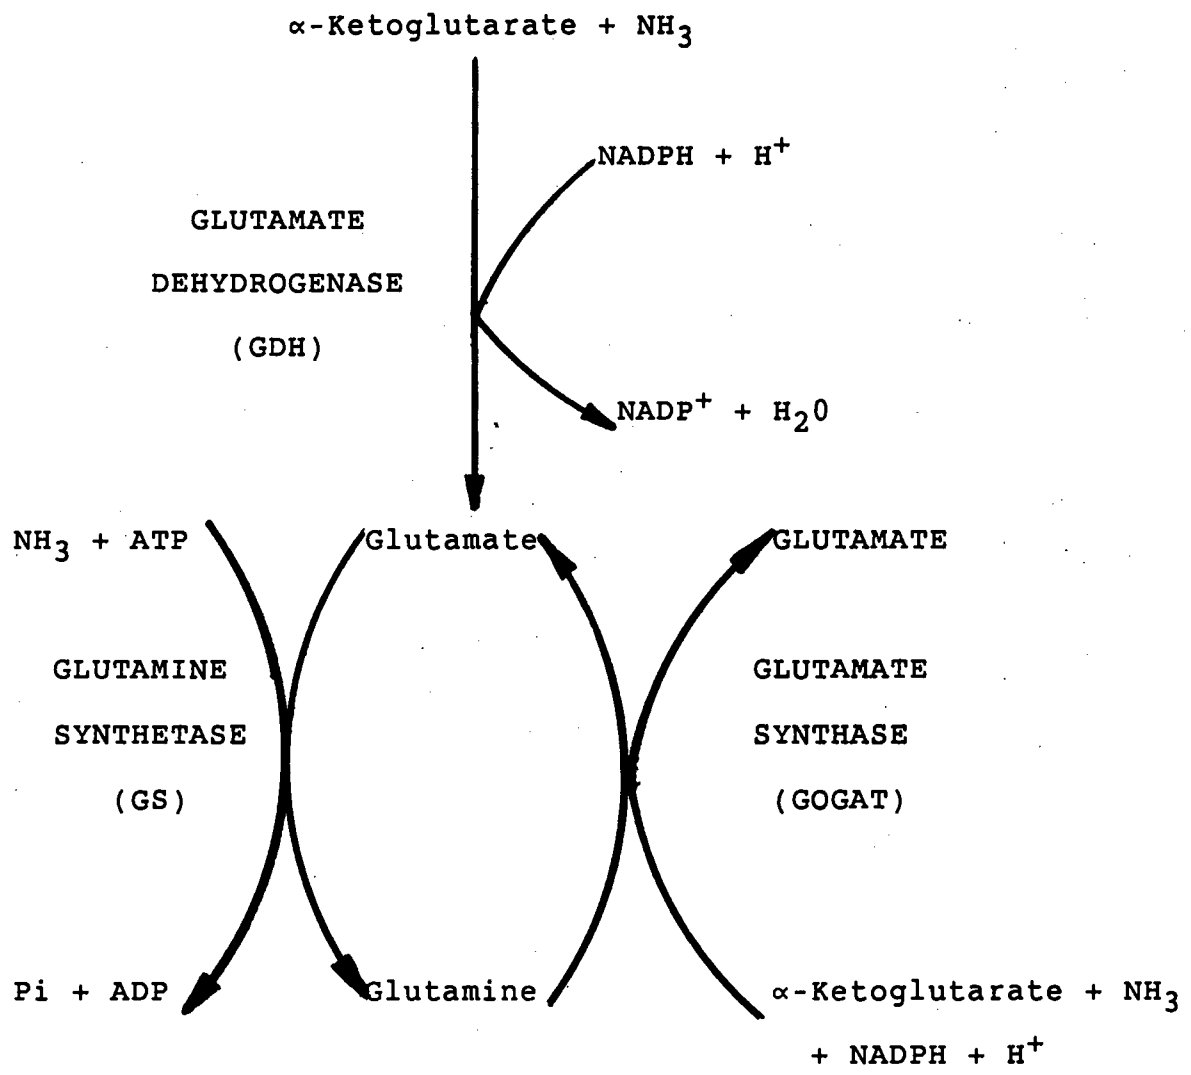 ∝-Ketoglutarate + NH3
NADPH + H+
GLUTAMATE
DEHYDROGENASE
(GDH)
NADP+ + H2O
NH3 + ATP
Glutamate
GLUTAMATE
GLUTAMINE
SYNTHETASE
(GS)
GLUTAMATE
SYNTHASE
(GOGAT)
Pi + ADP
Glutamine
∝-Ketoglutarate + NH3
+ NADPH + H+